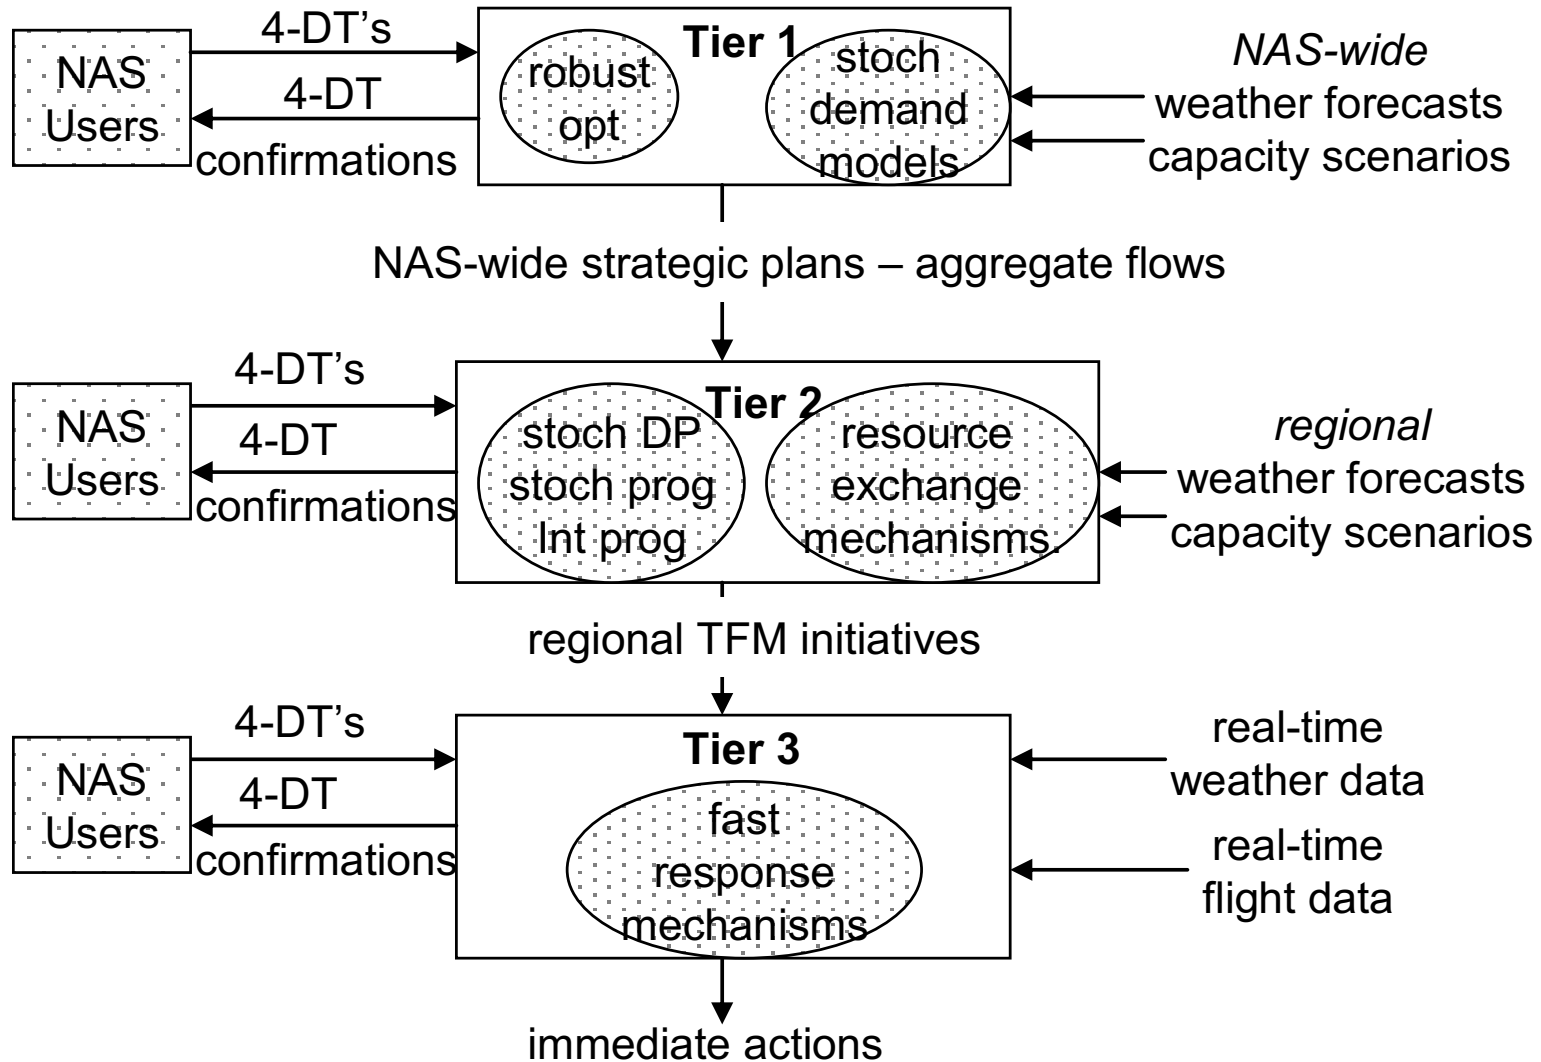 4-DT's
NAS
Users
4-DT
confirmations
Tier 1
robust
opt
stoch
demand
models
NAS-wide
weather forecasts
capacity scenarios
NAS-wide strategic plans – aggregate flows
4-DT's
NAS
Users
4-DT
confirmations
Tier 2
stoch DP
stoch prog
Int prog
resource
exchange
mechanisms.
regional
weather forecasts
capacity scenarios
regional TFM initiatives
4-DT's
NAS
Users
4-DT
confirmations
Tier 3
fast
response
mechanisms
real-time
weather data
real-time
flight data
immediate actions